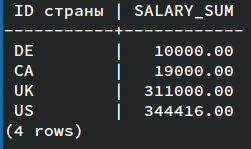 ID страны | SALARY_SUM
-----------+------------
DE | 10000.00
CA | 19000.00
UK | 311000.00
US | 344416.00
(4 rows)